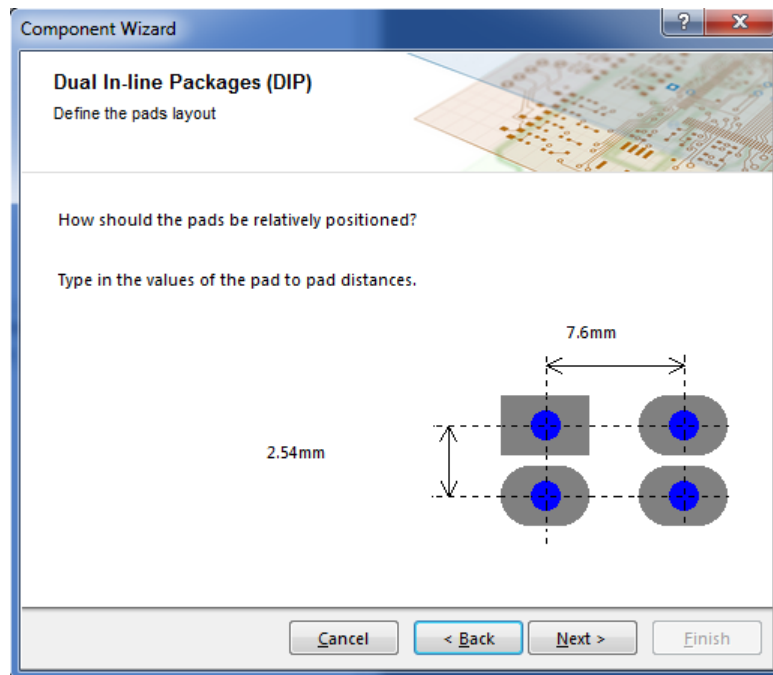 Component Wizard
?
X
Dual In-line Packages (DIP)
Define the pads layout
How should the pads be relatively positioned?
Type in the values of the pad to pad distances.
7.6mm
2.54mm
Cancel
< Back
Next >
Finish